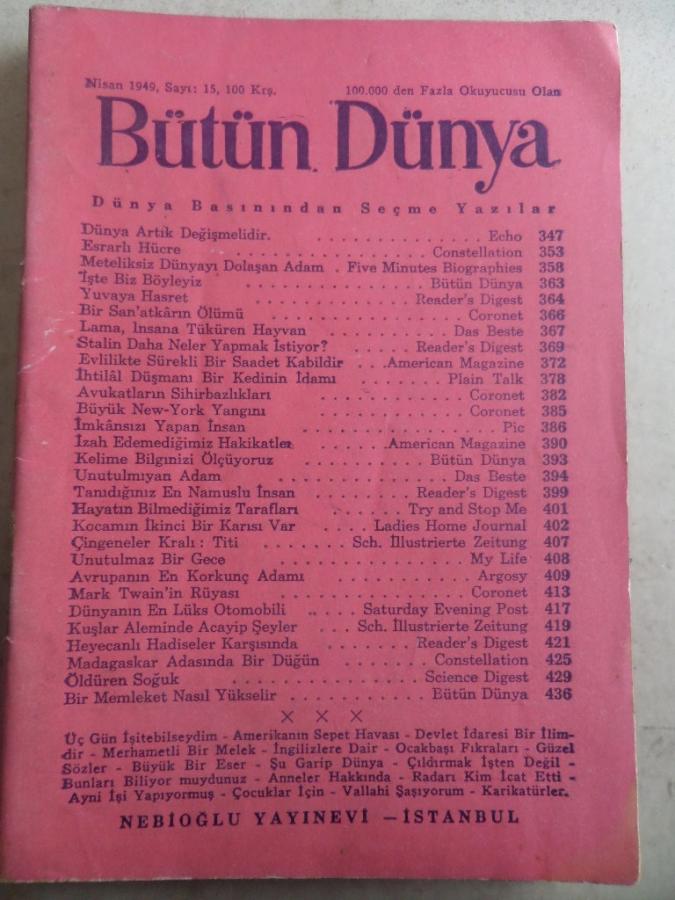 Nisan 1949, Sayı: 15, 100 Krş. 100.000 den Fazla Okuyucusu Olan
Bütün Dünya
Dünya Basınından Seçme Yazılar
Dünya Artık Değişmelidir. . . . . . . . . . . . . . . Echo 347
Esrarlı Hücre . . . . . . . . . . . . . . . Constellation 353
Meteliksiz Dünyayı Dolaşan Adam . Five Minutes Biographies 358
İşte Biz Böyleyiz . . . . . . . . . . . . . . . Bütün Dünya 363
Yuvaya Hasret . . . . . . . . . . . . . Reader's Digest 364
Bir San'atkârın Ölümü . . . . . . . . . . . . . . . Coronet 366
Lama, Insana Tüküren Hayvan . . . . . . . . . . . Das Beste 367
Stalin Daha Neler Yapmak İstiyor? . . . . . Reader's Digest 369
Evlilikte Sürekli Bir Saadet Kabildir . . . American Magazine 372
İhtilâl Düşmanı Bir Kedinin İdamı . . . . . . . . Plain Talk 378
Avukatların Sihirbazlıkları . . . . . . . . . . . . Coronet 382
Büyük New-York Yangını . . . . . . . . . . . . Coronet 385
İmkânsızı Yapan İnsan . . . . . . . . . . . . . . . Pic 386
İzah Edemediğimiz Hakikatler . . . . . . . . American Magazine 390
Kelime Bilgınizi Ölçüyoruz . . . . . . . . . . . Bütün Dünya 393
Unutulmıyan Adam . . . . . . . . . . . . . . . Das Beste 394
Tanıdığınız En Namuslu İnsan . . . . . . . . Reader's Digest 399
Hayatın Bilmediğimiz Tarafları . . . . . . . Try and Stop Me 401
Kocamın İkinci Bir Karısı Var . . . . Ladies Home Journal 402
Çingeneler Kralı : Titi . . . . . . . Sch. İllustrierte Zeitung 407
Unutulmaz Bir Gece . . . . . . . . . . . . . . . My Life 408
Avrupanın En Korkunç Adamı . . . . . . . . . . . . Argosy 409
Mark Twain'in Rüyası . . . . . . . . . . . . . . . Coronet 413
Dünyanın En Lüks Otomobili . . . . . Saturday Evening Post 417
Kuşlar Aleminde Acayip Şeyler . . . Sch. İllustrierte Zeitung 419
Heyecanlı Hadiseler Karşısında . . . . . . . Reader's Digest 421
Madagaskar Adasında Bir Düğün . . . . . . . Constellation 425
Öldüren Soğuk . . . . . . . . . . . . . . Science Digest 429
Bir Memleket Nasıl Yükselir . . . . . . . . . . . Bütün Dünya 436
× × ×
Üç Gün İşitebilseydim - Amerikanın Sepet Havası - Devlet İdaresi Bir İlim-
dir - Merhametli Bir Melek - İngilizlere Dair - Ocakbaşı Fıkraları - Güzel
Sözler - Büyük Bir Eser - Şu Garip Dünya - Çıldırmak İşten Değil -
Bunları Biliyor muydunuz - Anneler Hakkında - Radarı Kim İcat Etti -
Ayni İşi Yapıyormuş - Çocuklar İçin - Vallahi Şaşıyorum - Karikatürler.
NEBİOĞLU YAYINEVİ – İSTANBUL